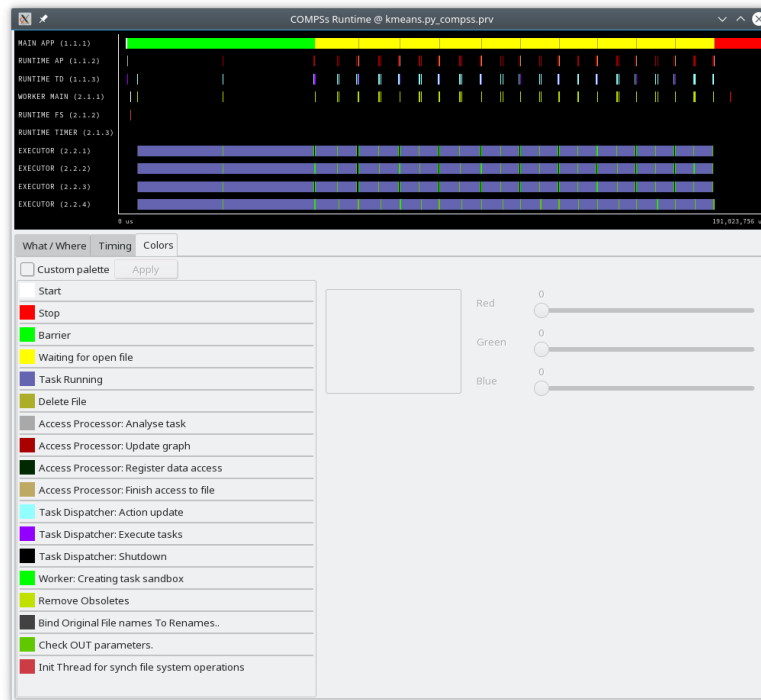 COMPSs Runtime @ kmeans.py_compss.prv
MAIN APP (1.1.1)
RUNTIME AP (1.1.2)
RUNTIME TD (1.1.3)
WORKER MAIN (2.1.1)
RUNTIME FS (2.1.2)
RUNTIME TIMER (2.1.3)
EXECUTOR (2.2.1)
EXECUTOR (2.2.2)
EXECUTOR (2.2.3)
EXECUTOR (2.2.4)
0 us 191,023,756 u
What / Where Timing Colors
Custom palette Apply
Start
Stop
Barrier
Waiting for open file
Task Running
Delete File
Access Processor: Analyse task
Access Processor: Update graph
Access Processor: Register data access
Access Processor: Finish access to file
Task Dispatcher: Action update
Task Dispatcher: Execute tasks
Task Dispatcher: Shutdown
Worker: Creating task sandbox
Remove Obsoletes
Bind Original File names To Renames..
Check OUT parameters.
Init Thread for synch file system operations
0
Red
0
Green
0
Blue